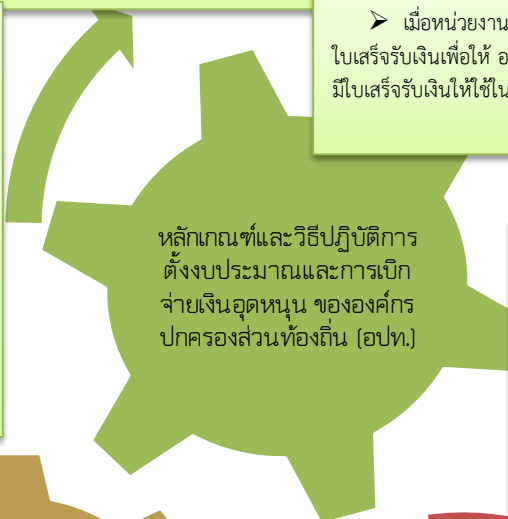 ➢ เมื่อหน่วยงาน
ใบเสร็จรับเงินเพื่อให้ อ
มีใบเสร็จรับเงินให้ใช้ใน
หลักเกณฑ์และวิธีปฏิบัติการ
ตั้งงบประมาณและการเบิก
จ่ายเงินอุดหนุน ขององค์กร
ปกครองส่วนท้องถิ่น (อปท.)